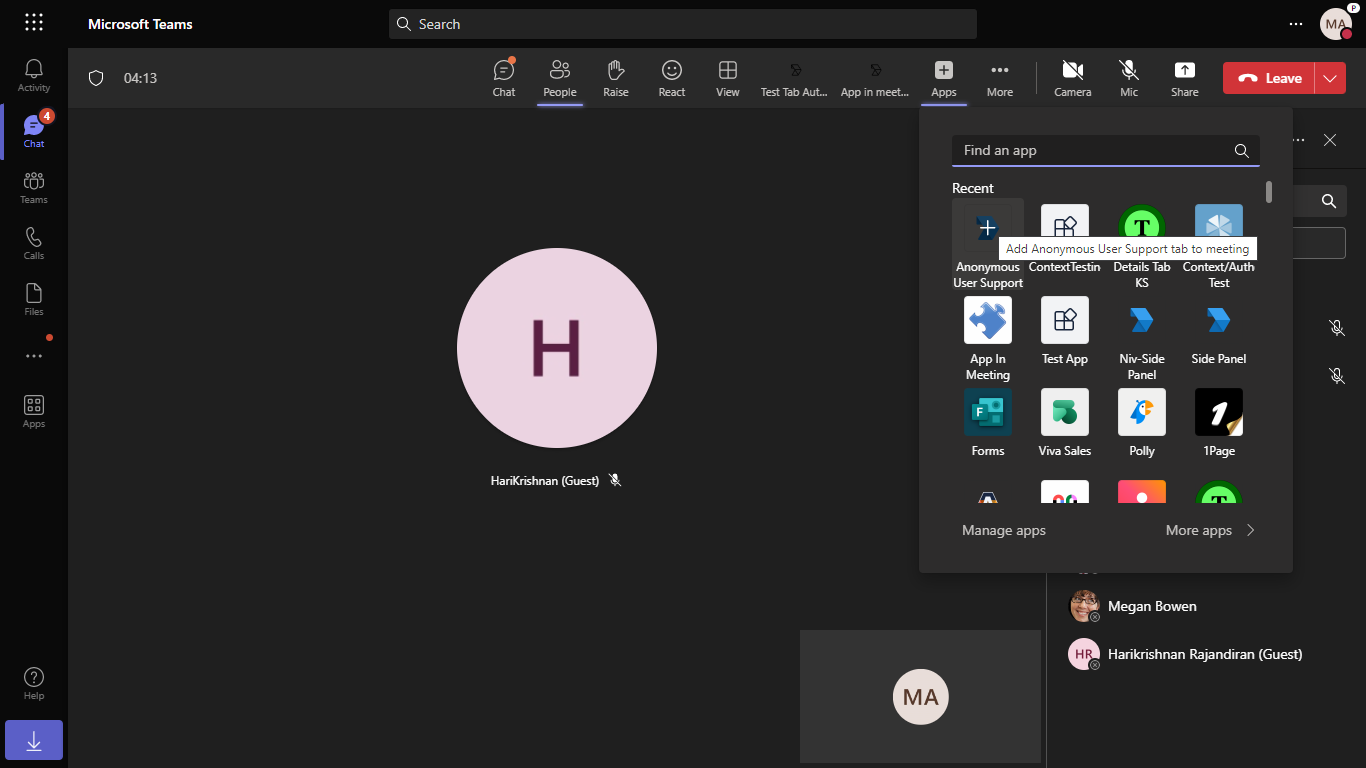 Microsoft Teams
Search
MA
P
Activity
4
Chat
Teams
Calls
Files
Apps
Help
04:13
Chat
People
Raise
React
View
Test Tab Aut...
App in meet...
Apps
More
Camera
Mic
Share
Leave
H
HariKrishnan (Guest)
Find an app
Recent
Add Anonymous User Support tab to meeting
Anonymous
User Support
ContextTestin
T
Details Tab
KS
Context/Auth
Test
App In
Meeting
Test App
Niv-Side
Panel
Side Panel
F
Forms
Viva Sales
Polly
1
1Page
T
Manage apps
More apps
Megan Bowen
HR
Harikrishnan Rajandiran (Guest)
MA